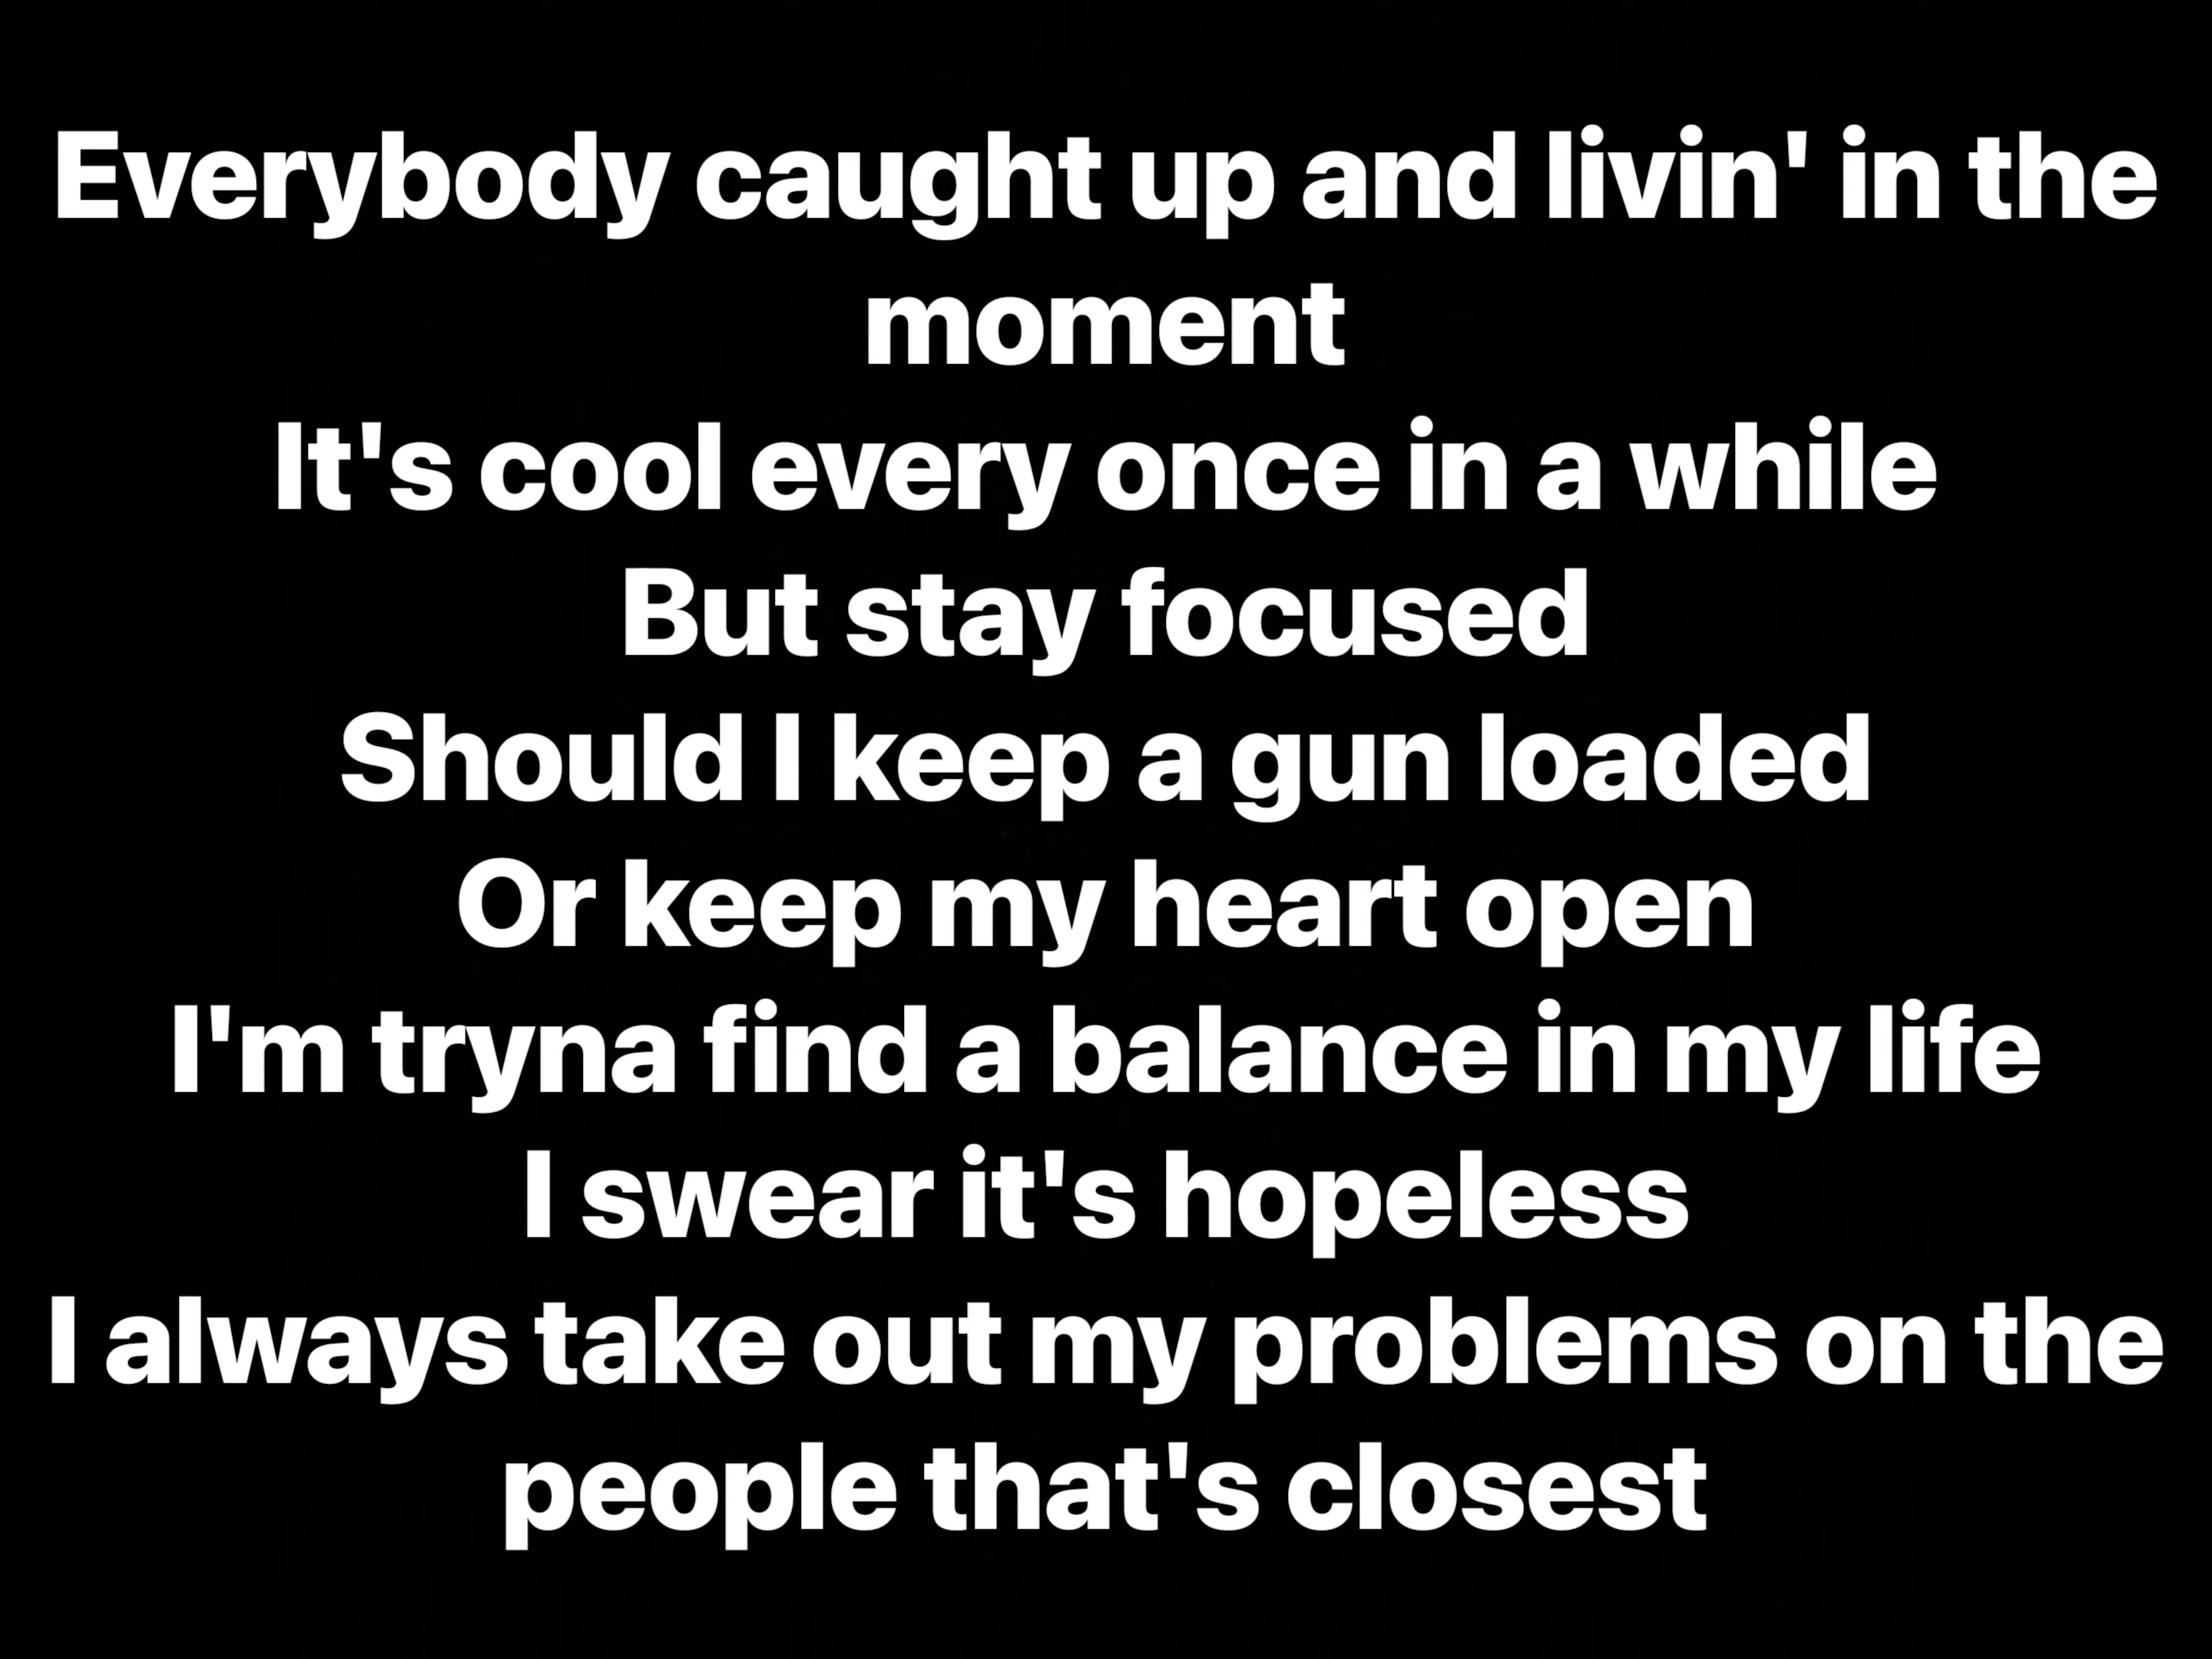 Everybody caught up and livin' in the
moment
It's cool every once in a while
But stay focused
Should I keep a gun loaded
Or keep my heart open
I'm tryna find a balance in my life
I swear it's hopeless
I always take out my problems on the
people that's closest